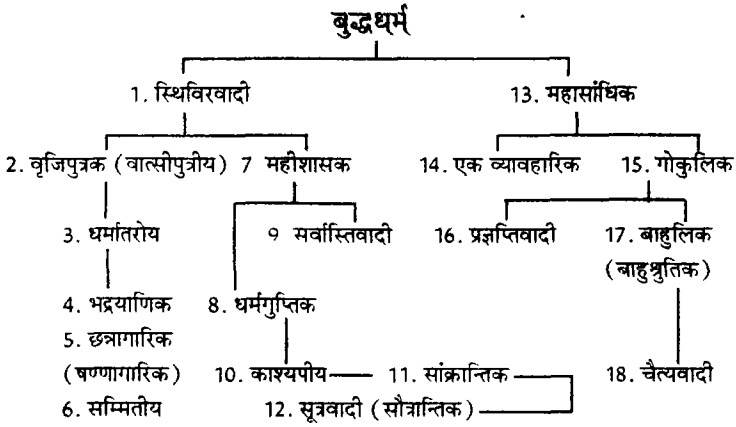 बुद्धधर्म
1. स्थिविरवादी 13. महासांधिक
2. वृजिपुत्रक (वात्सीपुत्रीय) 7 महीशासक 14. एक व्यावहारिक 15. गोकुलिक
3. धर्मातरोय 9 सर्वास्तिवादी 16. प्रज्ञप्तिवादी 17. बाहुलिक
(बाहुश्रुतिक)
4. भद्रयाणिक 8. धर्मगुप्तिक
5. छन्नागारिक
(षण्णागारिक) 10. काश्यपीय 11. सांक्रान्तिक 18. चैत्यवादी
6. सम्मितीय 12. सूत्रवादी (सौत्रान्तिक)